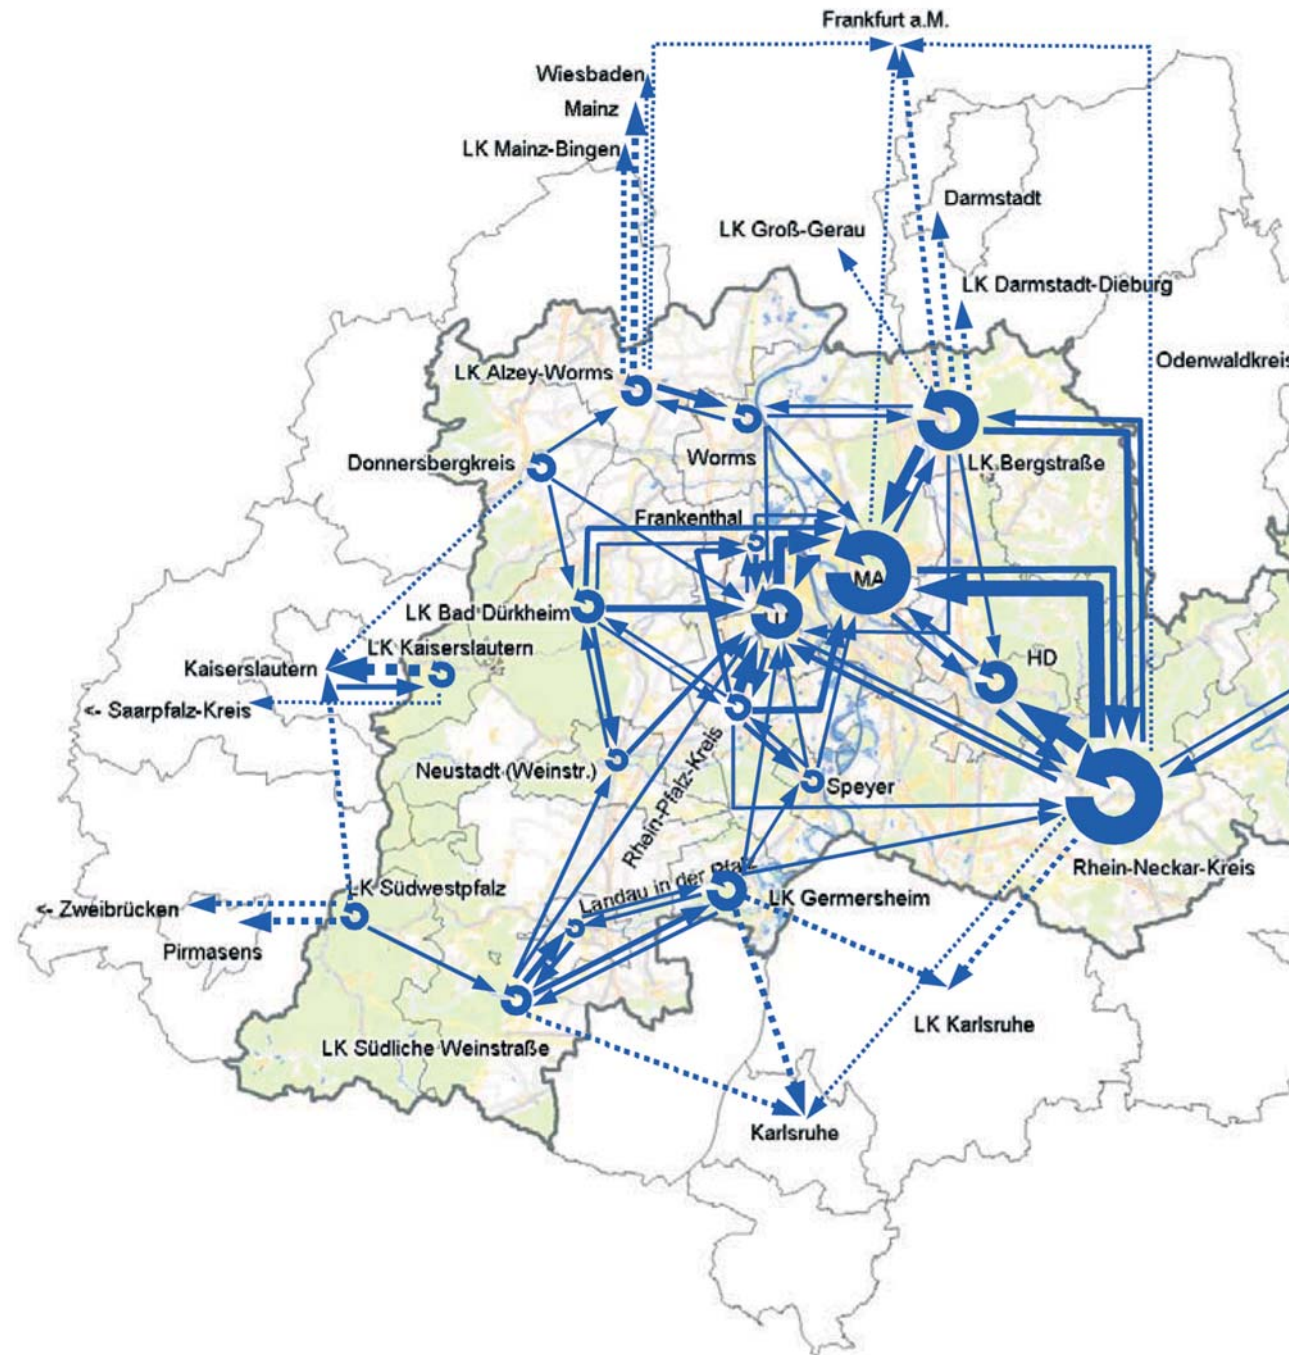 Frankfurt a.M.
Wiesbaden
Mainz
LK Mainz-Bingen
Darmstadt
LK Groß-Gerau
LK Darmstadt-Dieburg
Odenwaldkreis
LK Alzey-Worms
Worms
Donnersbergkreis
LK Bergstraße
Frankenthal
MA
LK Bad Dürkheim
LK Kaiserslautern
Kaiserslautern
HD
<- Saarpfalz-Kreis
Neustadt (Weinstr.)
Rhein-Pfalz-Kreis
Speyer
Rhein-Neckar-Kreis
LK Südwestpfalz
Landau in der Pfalz
LK Germersheim
<- Zweibrücken
Pirmasens
LK Karlsruhe
LK Südliche Weinstraße
Karlsruhe